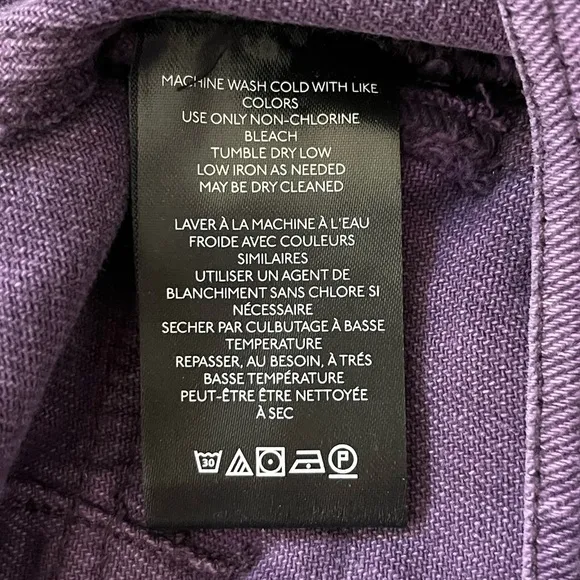 MACHINE WASH COLD WITH LIKE
COLORS
USE ONLY NON-CHLORINE
BLEACH
TUMBLE DRY LOW
LOW IRON AS NEEDED
MAY BE DRY CLEANED
LAVER À LA MACHINE À L'EAU
FROIDE AVEC COULEURS
SIMILAIRES
UTILISER UN AGENT DE
BLANCHIMENT SANS CHLORE SI
NÉCESSAIRE
SECHER PAR CULBUTAGE À BASSE
TEMPERATURE
REPASSER, AU BESOIN, À TRÉS
BASSE TEMPÉRATURE
PEUT-ÊTRE ÊTRE NETTOYÉE
À SEC
30 P